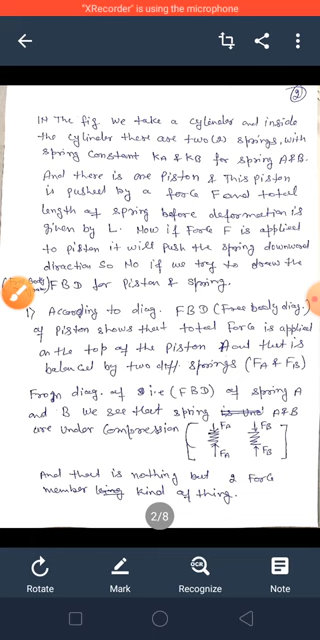 "XRecorder" is using the microphone
2
IN The fig. We take a cylinder and inside
the cylinder there are two(2) springs, with
spring constant KA & KB for spring A&B.
And there is one Piston & This piston
is pushed by a force F and total
length of spring before deformation is
given by L. Now if Force F is applied
to piston it will push the spring downward
diraction So No if we try to draw the
FBD for Piston & spring.
1) According to diag. FBD (Free body diag.)
of Piston shows that total Force is applied
on the top of the Piston A and that is
balanced by two diff. springs (FA & FB)
From diag. of S i.e (FBD) of spring A
and B we see that spring A&B
are under compression
FA FB
FA FB
And that is nothing but 2 Force
member kind of thing.
2/8
Rotate Mark Recognize Note
OCR